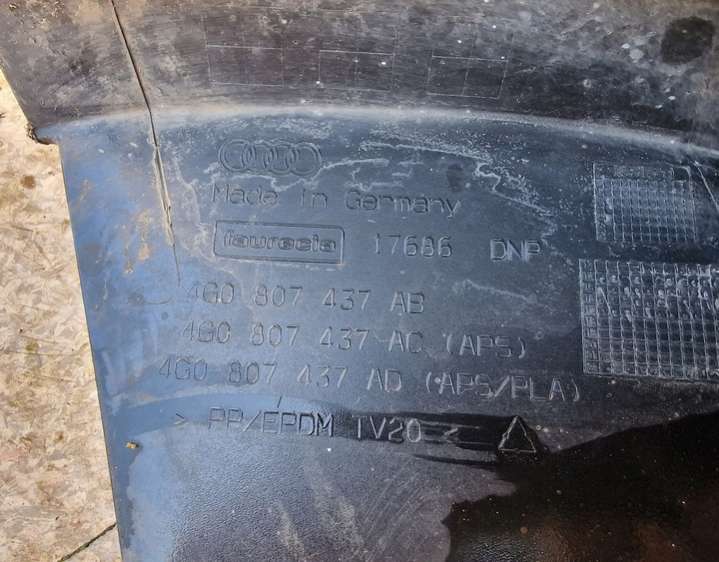 Made in Germany
faurecia 17686 DNP
4G0 807 437 AB
4G0 807 437 AC (APS)
4G0 807 437 AD (APS/PLA)
> PP/EPDM TV20 <